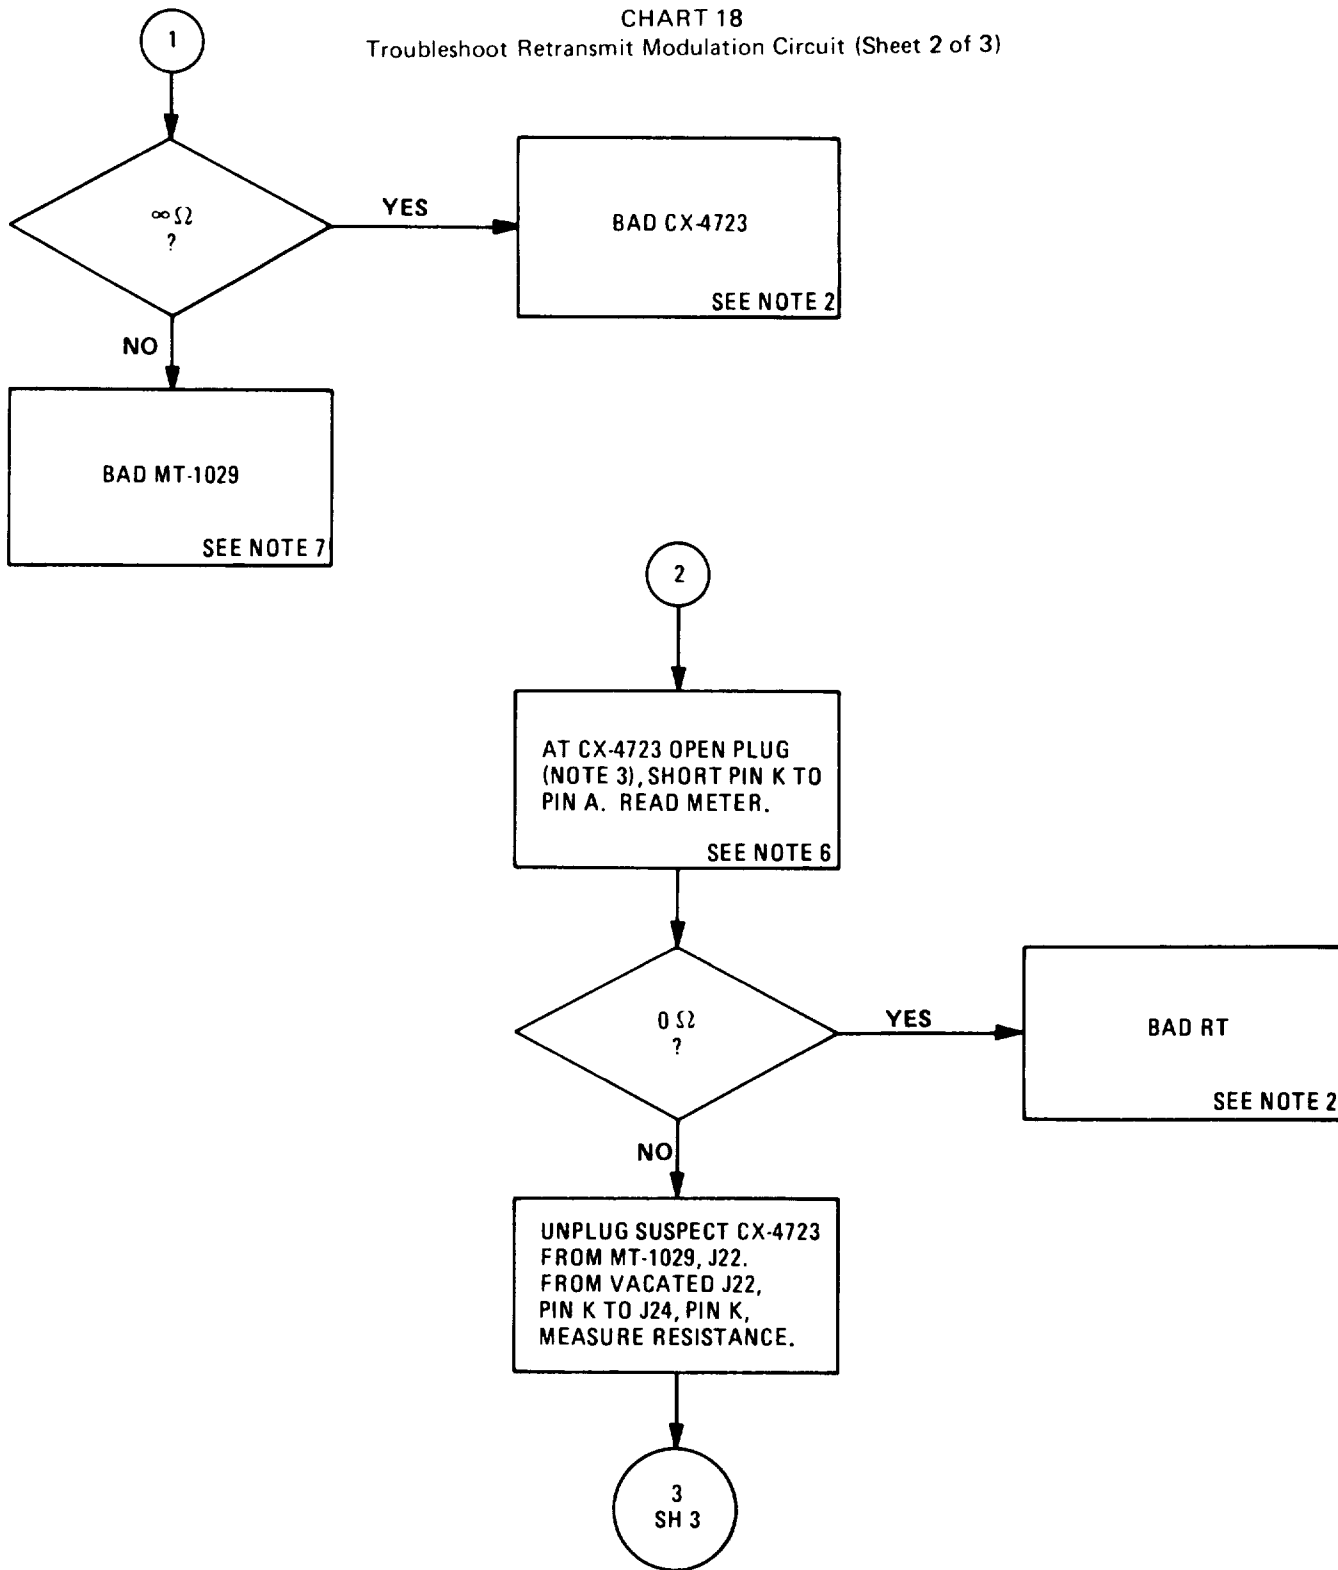 CHART 18
Troubleshoot Retransmit Modulation Circuit (Sheet 2 of 3)
1
∞ Ω
?
YES
BAD CX-4723
SEE NOTE 2
NO
BAD MT-1029
SEE NOTE 7
2
AT CX-4723 OPEN PLUG
(NOTE 3), SHORT PIN K TO
PIN A. READ METER.
SEE NOTE 6
0 Ω
?
YES
BAD RT
SEE NOTE 2
NO
UNPLUG SUSPECT CX-4723
FROM MT-1029, J22.
FROM VACATED J22,
PIN K TO J24, PIN K,
MEASURE RESISTANCE.
3
SH 3